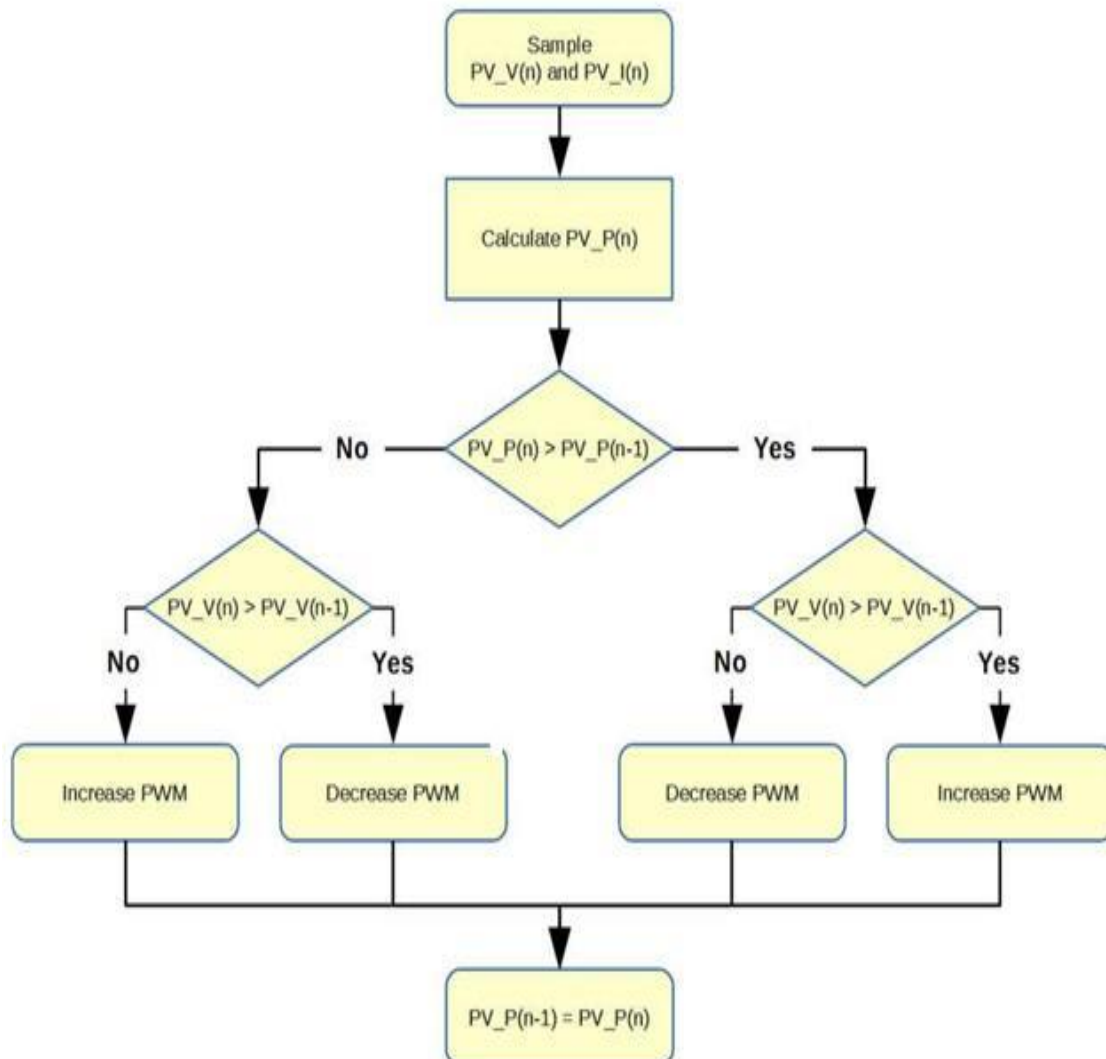 Sample
PV_V(n) and PV_I(n)
Calculate PV_P(n)
PV_P(n) > PV_P(n-1)
No
Yes
PV_V(n) > PV_V(n-1)
PV_V(n) > PV_V(n-1)
No
Yes
No
Yes
Increase PWM
Decrease PWM
Decrease PWM
Increase PWM
PV_P(n-1) = PV_P(n)